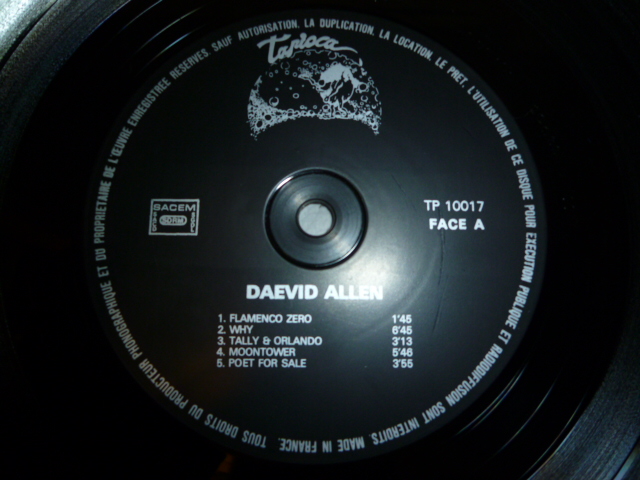 TOUS DROITS DU PRODUCTEUR PHONOGRAPHIQUE ET DU PROPRIETAIRE DE L'ŒUVRE ENREGISTREE RESERVES SAUF AUTORISATION. LA DUPLICATION. LA LOCATION. LE PRET. L'UTILISATION DE CE DISQUE POUR EXECUTION PUBLIQUE ET RADIODIFFUSION SONT INTERDITS. MADE IN FRANCE.
Tapioca
SACEM
TP 10017
FACE A
DAEVID ALLEN
1. FLAMENCO ZERO 1'45
2. WHY 6'45
3. TALLY & ORLANDO 3'13
4. MOONTOWER 5'46
5. POET FOR SALE 3'55